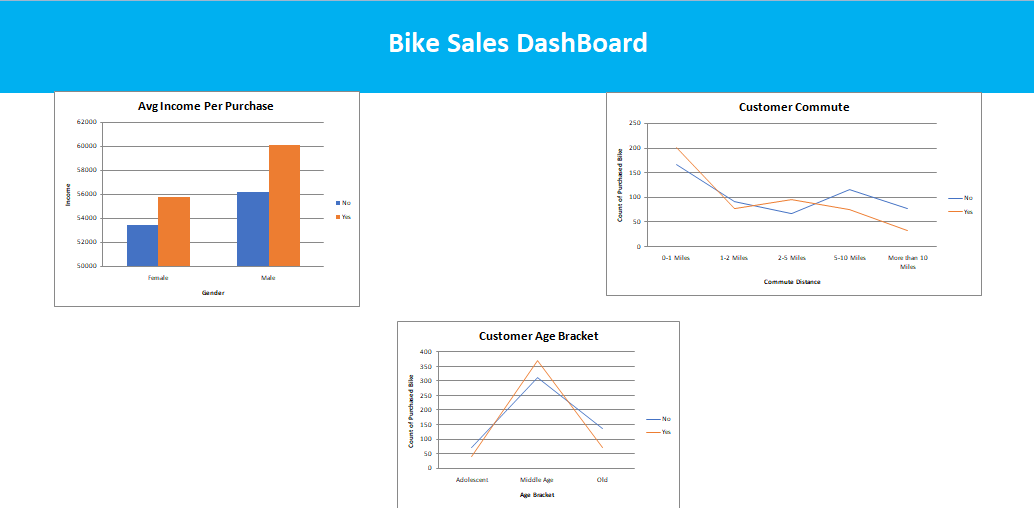 Bike Sales DashBoard
Avg Income Per Purchase
62000
60000
58000
56000
54000
52000
50000
Income
Female
Male
Gender
No
Yes
Customer Commute
250
200
150
100
50
0
Count of Purchased Bike
0-1 Miles
1-2 Miles
2-5 Miles
5-10 Miles
More than 10
Miles
Commute Distance
No
Yes
Customer Age Bracket
400
350
300
250
200
150
100
50
0
Count of Purchased Bike
Adolescent
Middle Age
Old
Age Bracket
No
Yes